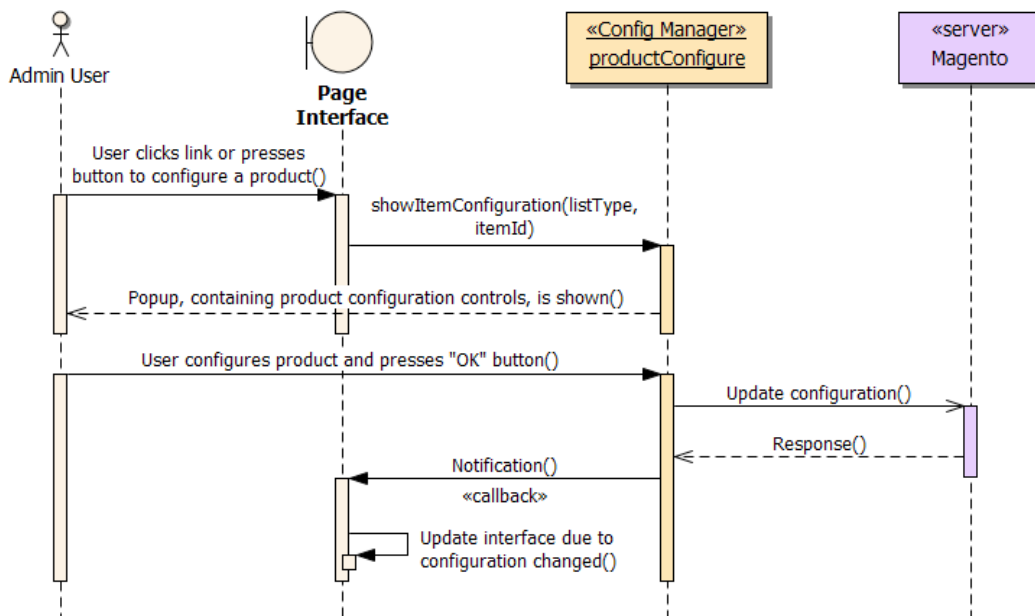 Admin User
Page
Interface
«Config Manager»
productConfigure
«server»
Magento
User clicks link or presses
button to configure a product()
showItemConfiguration(listType,
itemId)
Popup, containing product configuration controls, is shown()
User configures product and presses "OK" button()
Update configuration()
Response()
Notification()
«callback»
Update interface due to
configuration changed()